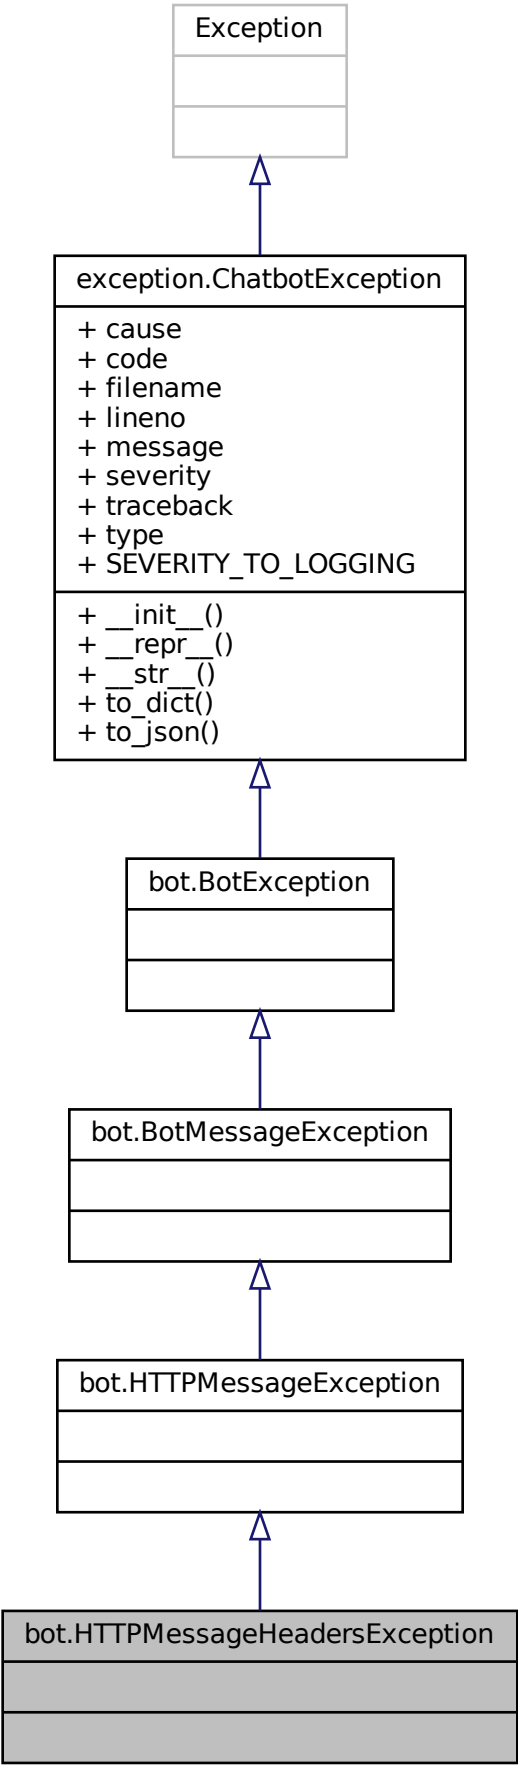 Exception
exception.ChatbotException
+ cause
+ code
+ filename
+ lineno
+ message
+ severity
+ traceback
+ type
+ SEVERITY_TO_LOGGING
+ __init__()
+ __repr__()
+ __str__()
+ to_dict()
+ to_json()
bot.BotException
bot.BotMessageException
bot.HTTPMessageException
bot.HTTPMessageHeadersException